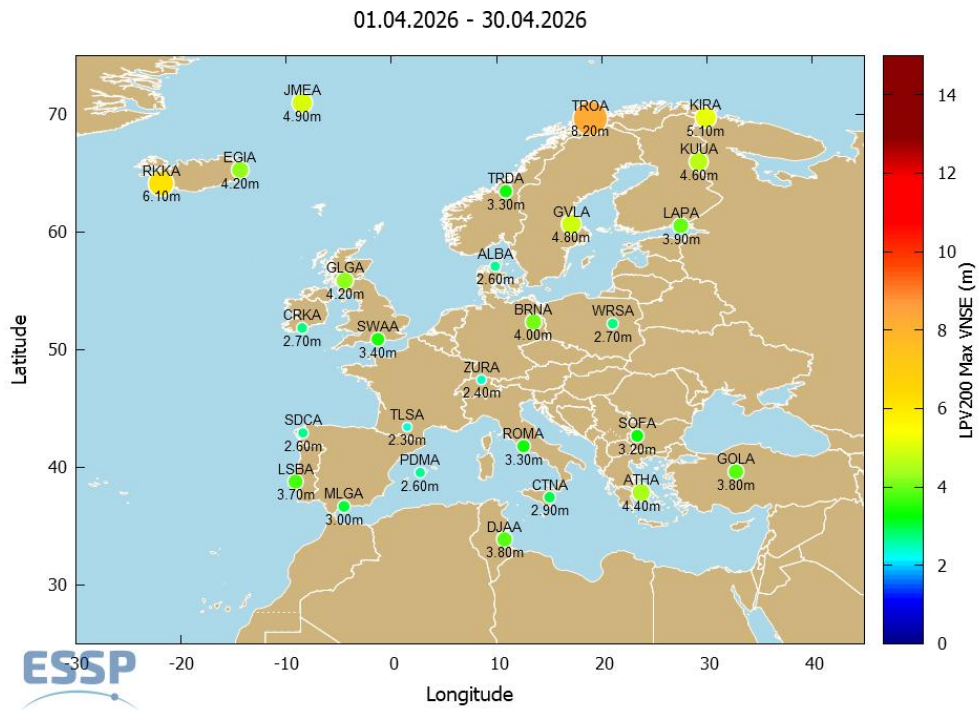 01.04.2026 - 30.04.2026
JMEA
4.90m
TROA
8.20m
KIRA
5.10m
KUUA
4.60m
EGIA
4.20m
RKKA
6.10m
TRDA
3.30m
GVLA
4.80m
LAPA
3.90m
ALBA
2.60m
GLGA
4.20m
CRKA
2.70m
SWAA
3.40m
BRNA
4.00m
WRSA
2.70m
ZURA
2.40m
SDCA
2.60m
TLSA
2.30m
ROMA
3.30m
SOFA
3.20m
LSBA
3.70m
PDMA
2.60m
GOLA
3.80m
MLGA
3.00m
CTNA
2.90m
ATHA
4.40m
DJAA
3.80m
70
60
50
40
30
Latitude
-30
-20
-10
0
10
20
30
40
Longitude
14
12
10
8
6
4
2
0
LPV200 Max VNSE (m)
ESSP